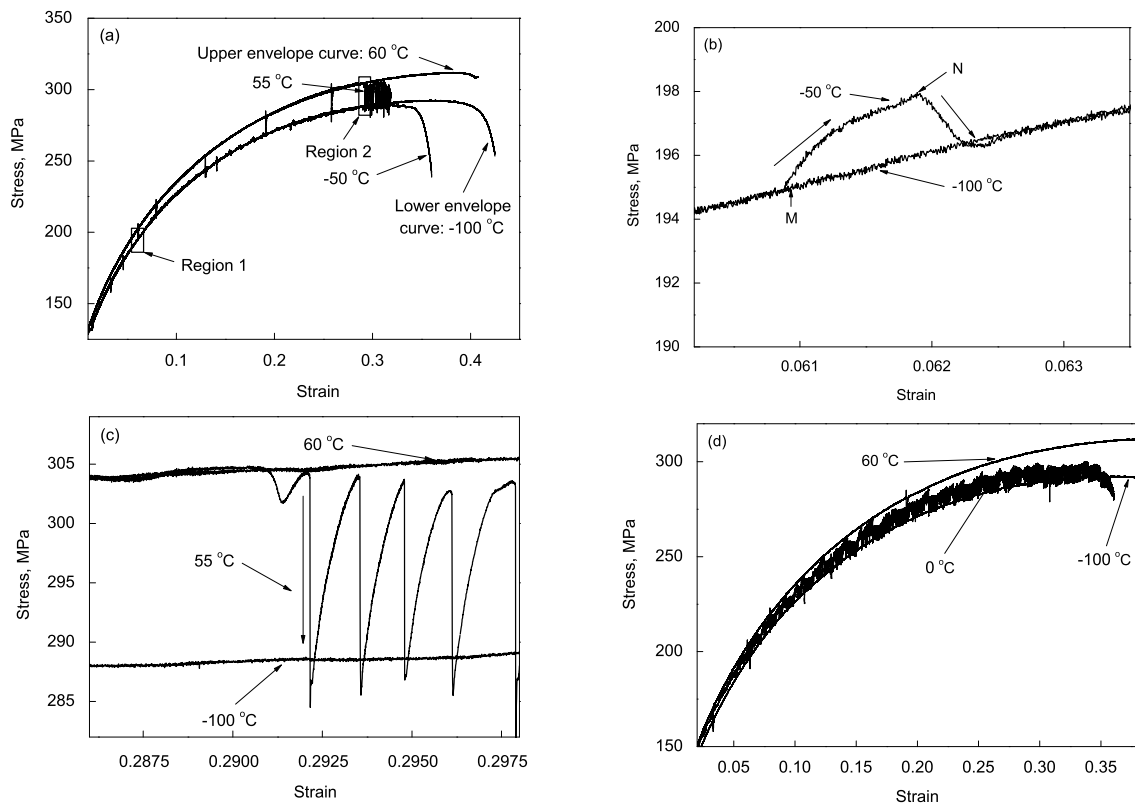 (a)
350
300
250
200
150
Stress, MPa
Upper envelope curve: 60 °C
55 °C
Region 2
-50 °C
Lower envelope
curve: -100 °C
Region 1
0.1
0.2
0.3
0.4
Strain
(b)
200
198
196
194
192
190
Stress, MPa
N
-50 °C
-100 °C
M
0.061
0.062
0.063
Strain
(c)
305
300
295
290
285
Stress, MPa
60 °C
55 °C
-100 °C
0.2875
0.2900
0.2925
0.2950
0.2975
Strain
(d)
300
250
200
150
Stress, MPa
60 °C
0 °C
-100 °C
0.05
0.10
0.15
0.20
0.25
0.30
0.35
Strain